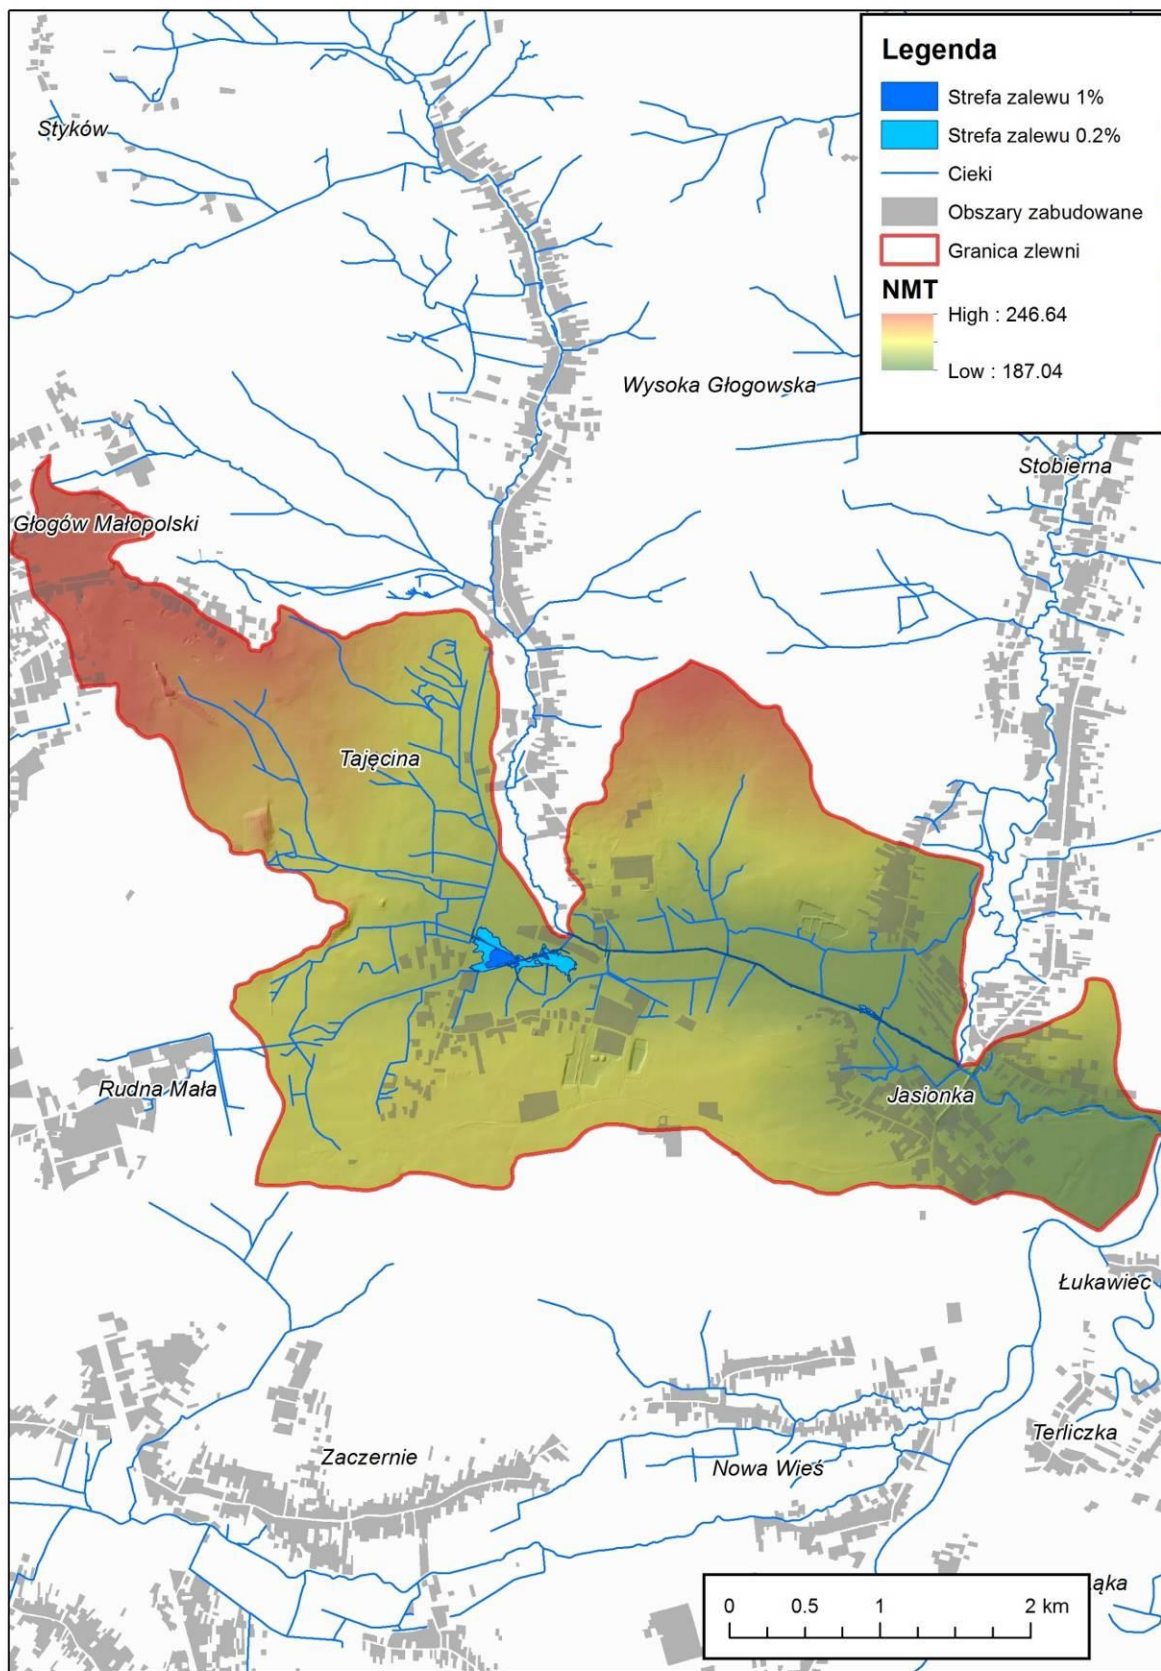 Legenda
Strefa zalewu 1%
Strefa zalewu 0.2%
Cieki
Obszary zabudowane
Granica zlewni
NMT
High : 246.64
Low : 187.04
Styków
Wysoka Głogowska
Stobierna
Głogów Małopolski
Tajęcina
Rudna Mała
Jasionka
Łukawiec
Terliczka
Zaczernie
Nowa Wieś
ąka
0 0.5 1 2 km